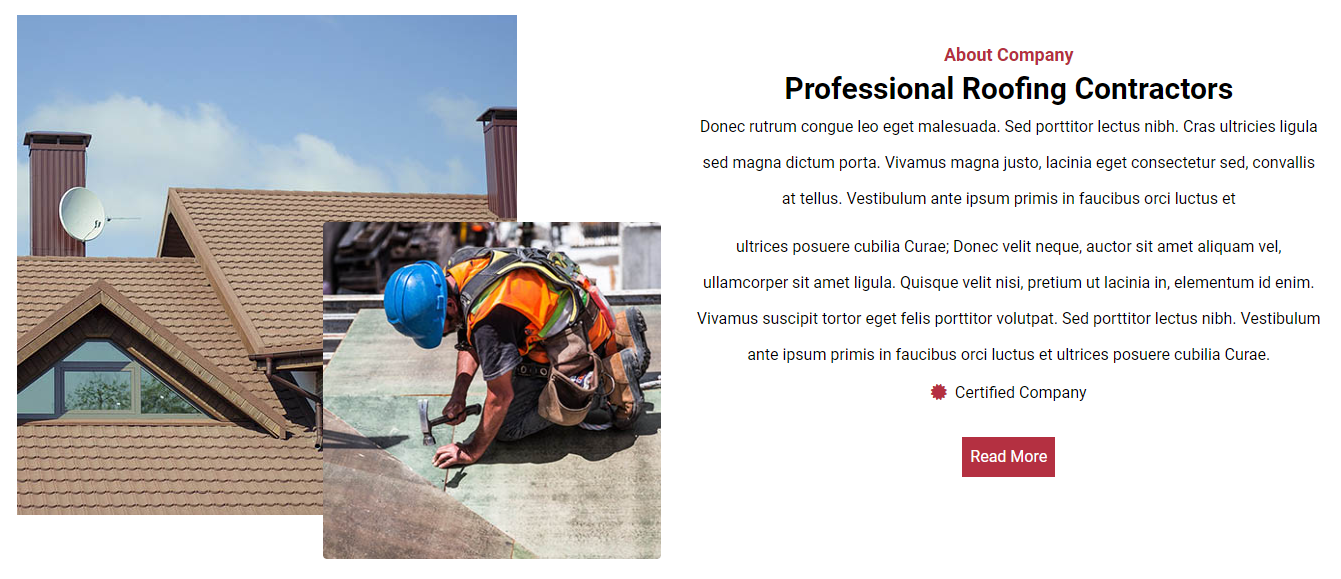 About Company
Professional Roofing Contractors
Donec rutrum congue leo eget malesuada. Sed porttitor lectus nibh. Cras ultricies ligula
sed magna dictum porta. Vivamus magna justo, lacinia eget consectetur sed, convallis
at tellus. Vestibulum ante ipsum primis in faucibus orci luctus et
ultrices posuere cubilia Curae; Donec velit neque, auctor sit amet aliquam vel,
ullamcorper sit amet ligula. Quisque velit nisi, pretium ut lacinia in, elementum id enim.
Vivamus suscipit tortor eget felis porttitor volutpat. Sed porttitor lectus nibh. Vestibulum
ante ipsum primis in faucibus orci luctus et ultrices posuere cubilia Curae.
Certified Company
Read More